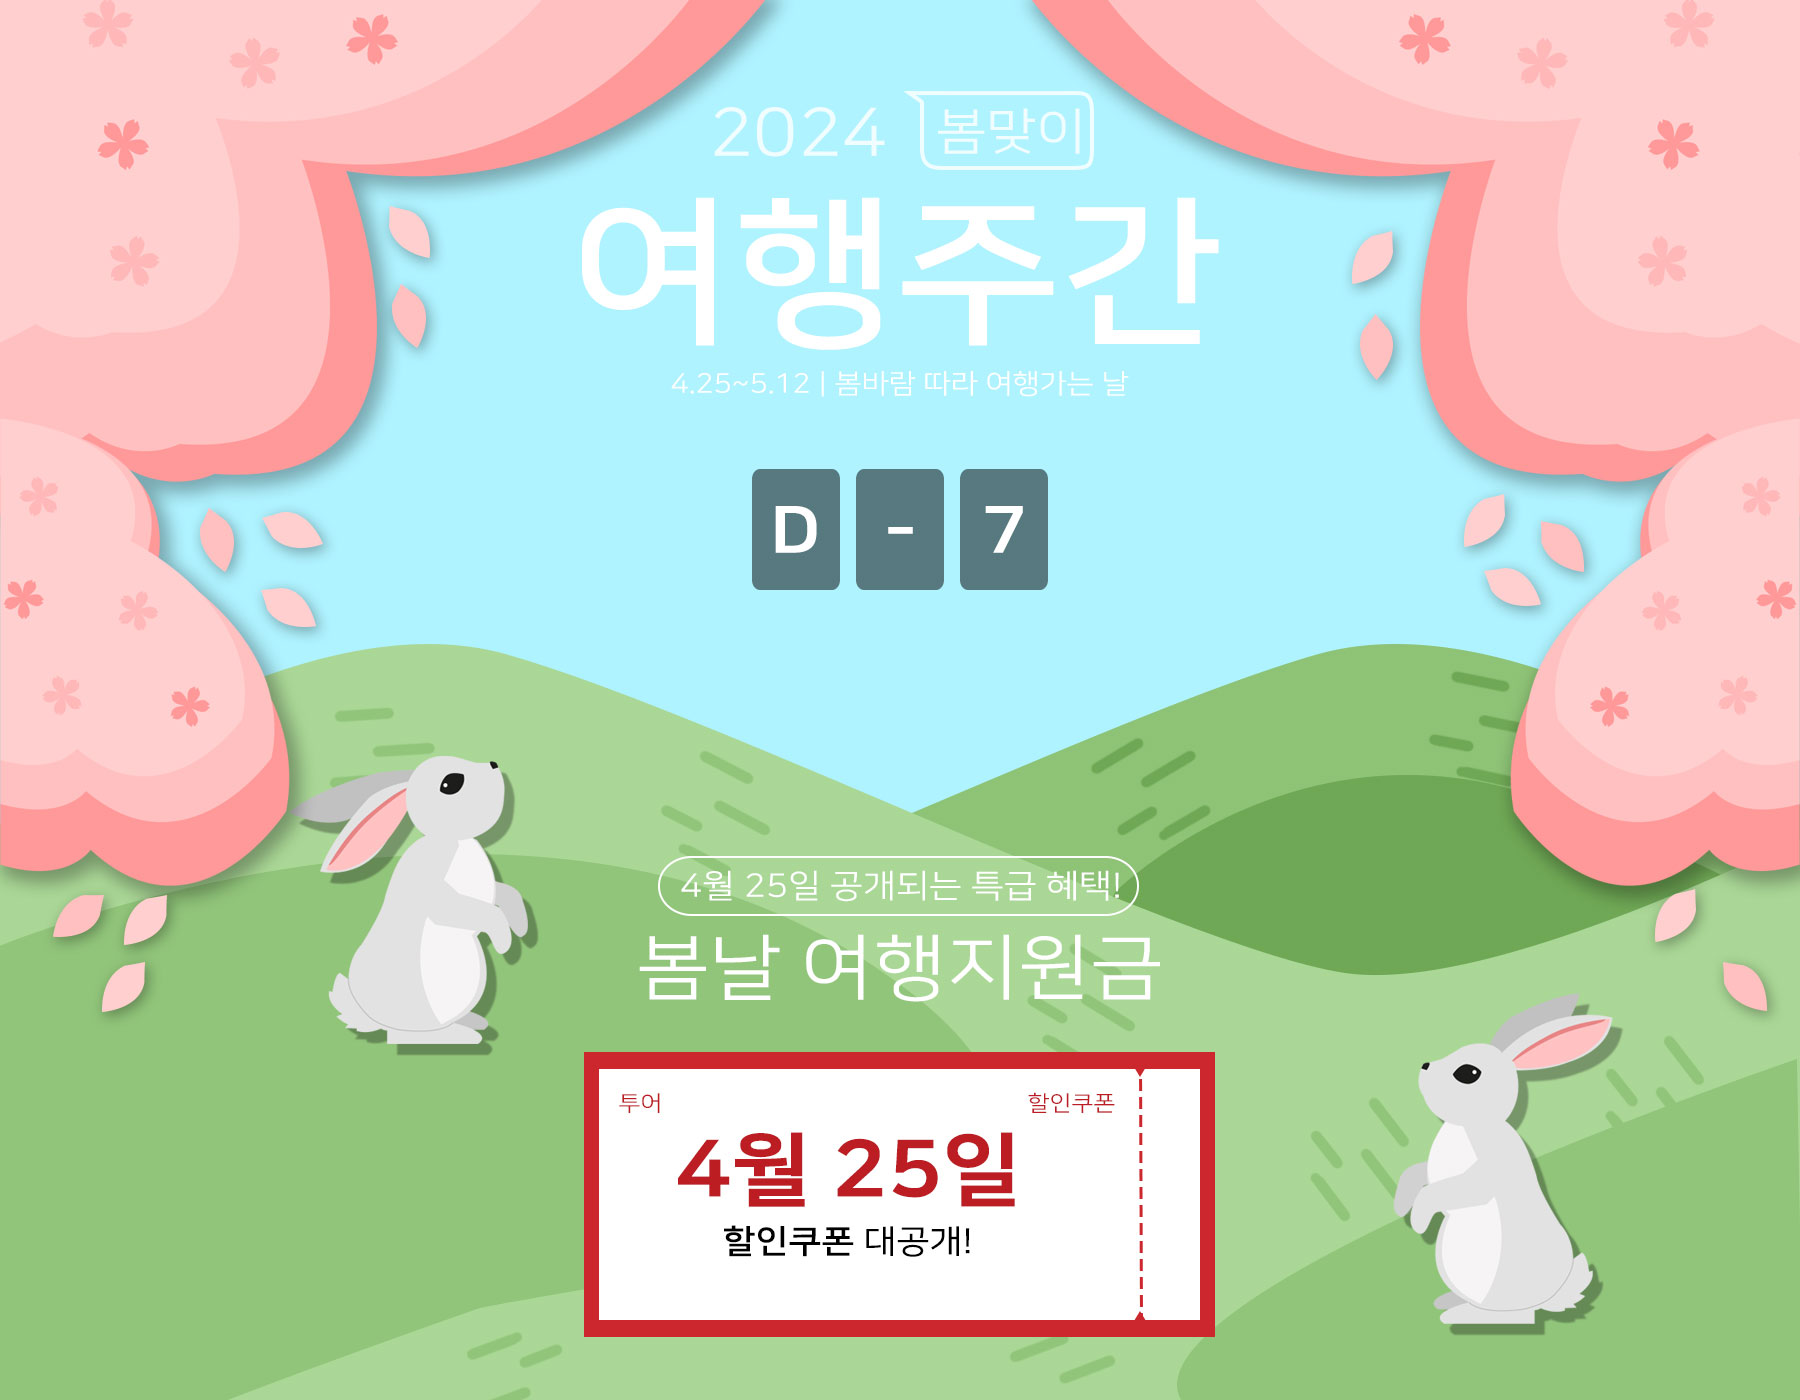 2024 봄맞이
여행주간
4.25~5.12 | 봄바람 따라 여행가는 날
D - 7
4월 25일 공개되는 특급 혜택!
봄날 여행지원금
투어 할인쿠폰
4월 25일
할인쿠폰 대공개!